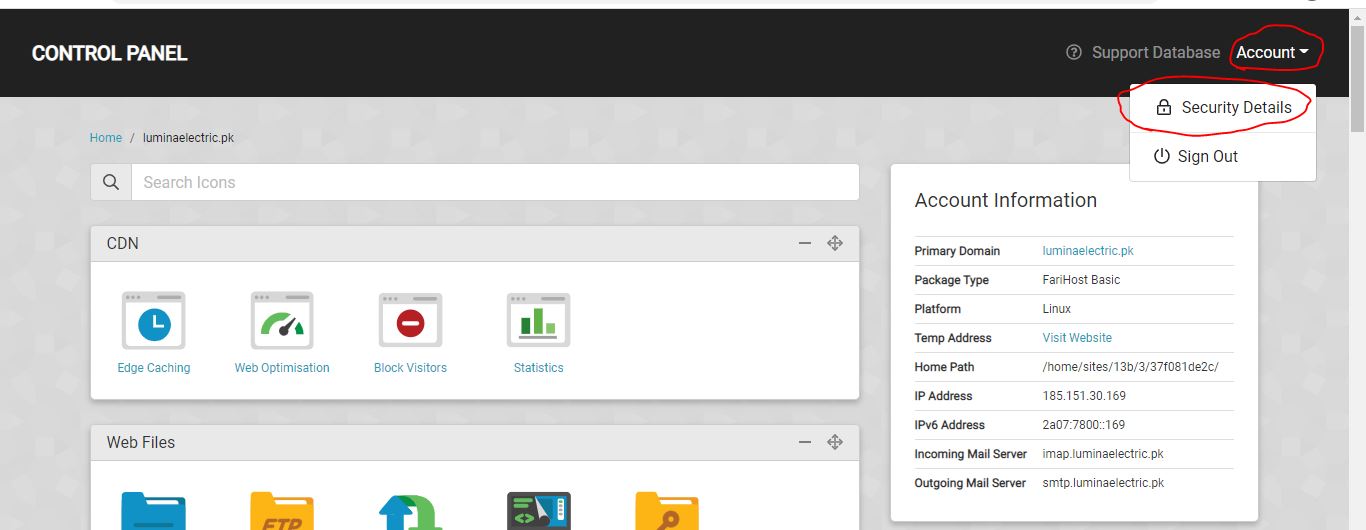 CONTROL PANEL
Support Database
Account
Security Details
Sign Out
Home / luminaelectric.pk
Search Icons
CDN
Edge Caching
Web Optimisation
Block Visitors
Statistics
Web Files
FTP
Account Information
Primary Domain luminaelectric.pk
Package Type FariHost Basic
Platform Linux
Temp Address Visit Website
Home Path /home/sites/13b/3/37f081de2c/
IP Address 185.151.30.169
IPv6 Address 2a07:7800::169
Incoming Mail Server imap.luminaelectric.pk
Outgoing Mail Server smtp.luminaelectric.pk